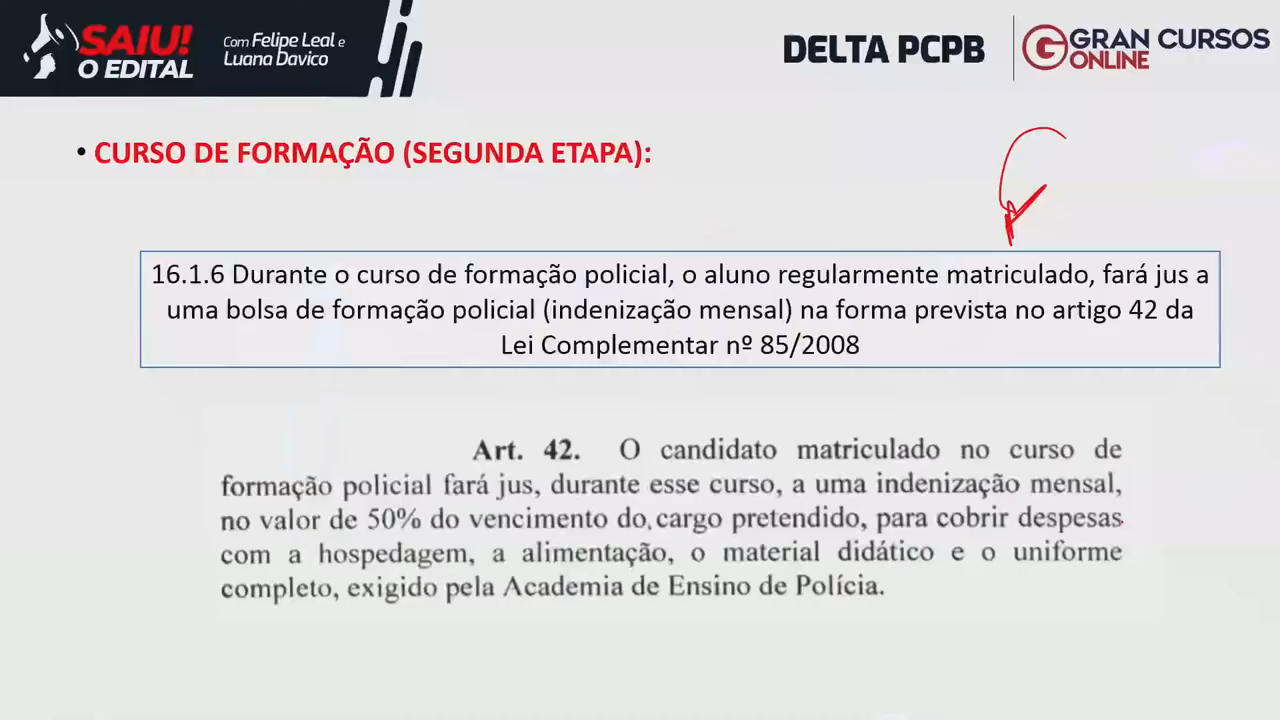 SAIU!
O EDITAL
Com Felipe Leal e
Luana Davico
DELTA PCPB
GRAN CURSOS
ONLINE
• CURSO DE FORMAÇÃO (SEGUNDA ETAPA):
16.1.6 Durante o curso de formação policial, o aluno regularmente matriculado, fará jus a
uma bolsa de formação policial (indenização mensal) na forma prevista no artigo 42 da
Lei Complementar nº 85/2008
Art. 42. O candidato matriculado no curso de
formação policial fará jus, durante esse curso, a uma indenização mensal,
no valor de 50% do vencimento do cargo pretendido, para cobrir despesas
com a hospedagem, a alimentação, o material didático e o uniforme
completo, exigido pela Academia de Ensino de Polícia.